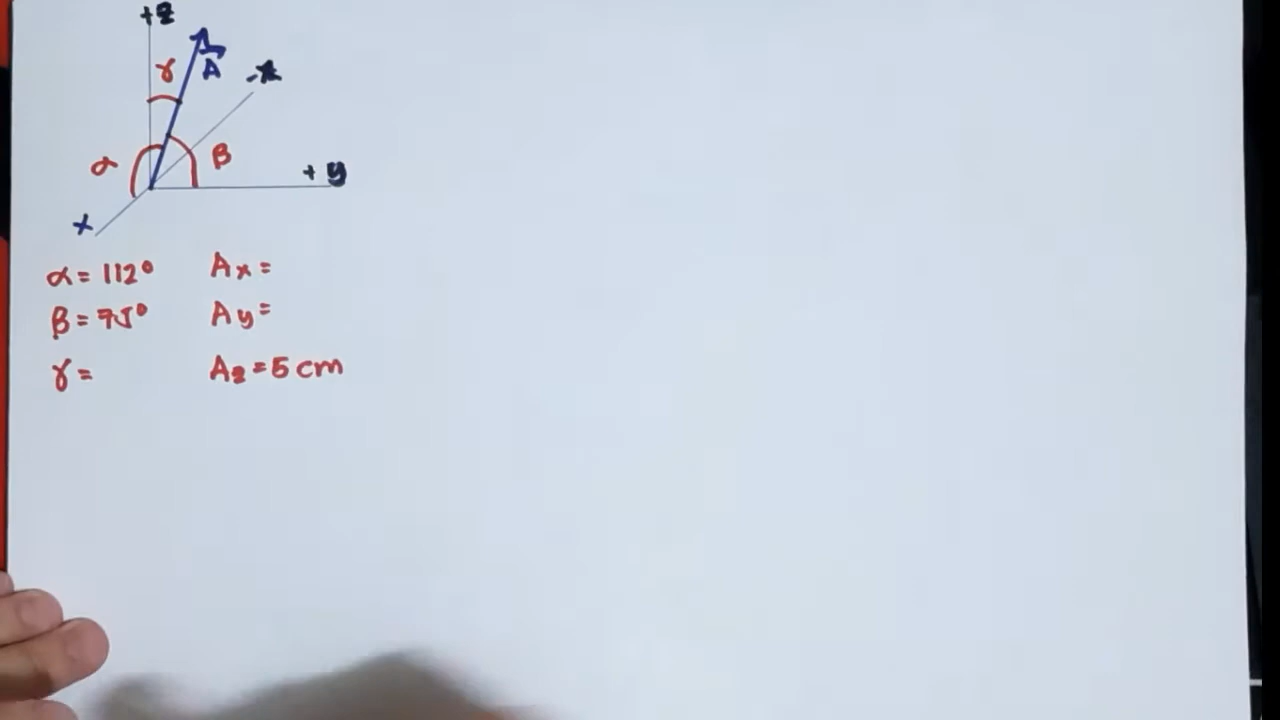 +z
γ
A
-x
α
β
+y
x
α = 112° Ax =
β = 75° Ay =
γ = Az = 5 cm